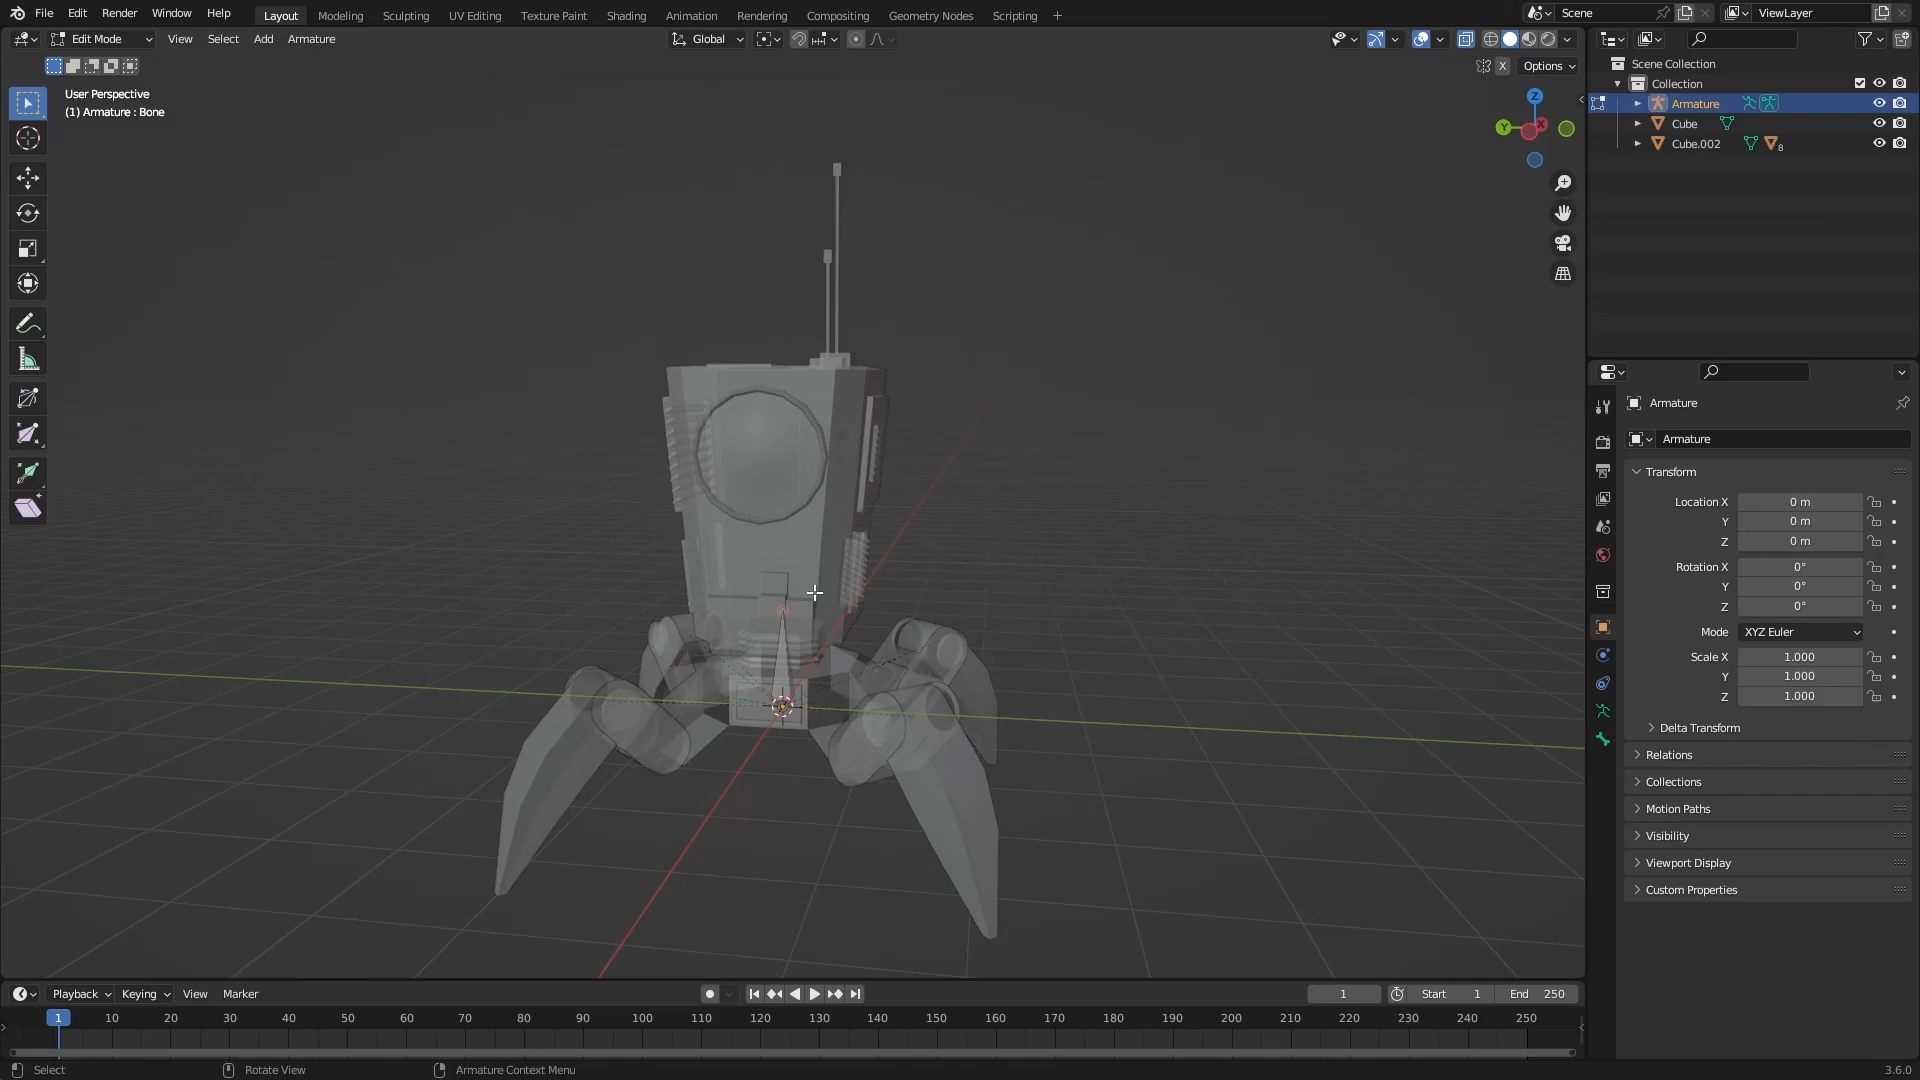 File Edit Render Window Help Layout Modeling Sculpting UV Editing Texture Paint Shading Animation Rendering Compositing Geometry Nodes Scripting + Scene ViewLayer
Edit Mode View Select Add Armature Global
X Options
User Perspective
(1) Armature : Bone
Z
Y X
Scene Collection
Collection
Armature
Cube
Cube.002 8
Armature
Armature
Transform
Location X 0 m
Y 0 m
Z 0 m
Rotation X 0°
Y 0°
Z 0°
Mode XYZ Euler
Scale X 1.000
Y 1.000
Z 1.000
Delta Transform
Relations
Collections
Motion Paths
Visibility
Viewport Display
Custom Properties
Playback Keying View Marker 1 Start 1 End 250
1 10 20 30 40 50 60 70 80 90 100 110 120 130 140 150 160 170 180 190 200 210 220 230 240 250
Select Rotate View Armature Context Menu 3.6.0